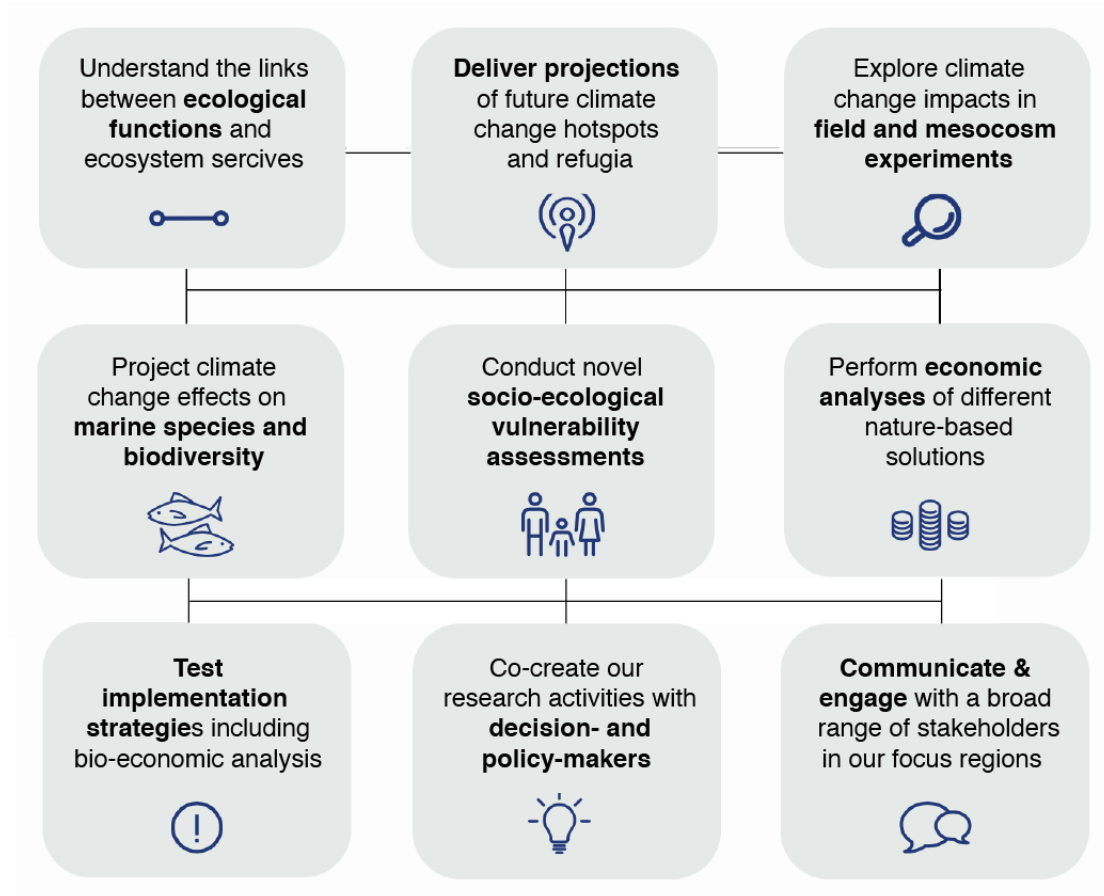 Understand the links
between ecological
functions and
ecosystem sercives
Deliver projections
of future climate
change hotspots
and refugia
Explore climate
change impacts in
field and mesocosm
experiments
Project climate
change effects on
marine species and
biodiversity
Conduct novel
socio-ecological
vulnerability
assessments
Perform economic
analyses of different
nature-based
solutions
Test
implementation
strategies including
bio-economic analysis
Co-create our
research activities with
decision- and
policy-makers
Communicate &
engage with a broad
range of stakeholders
in our focus regions